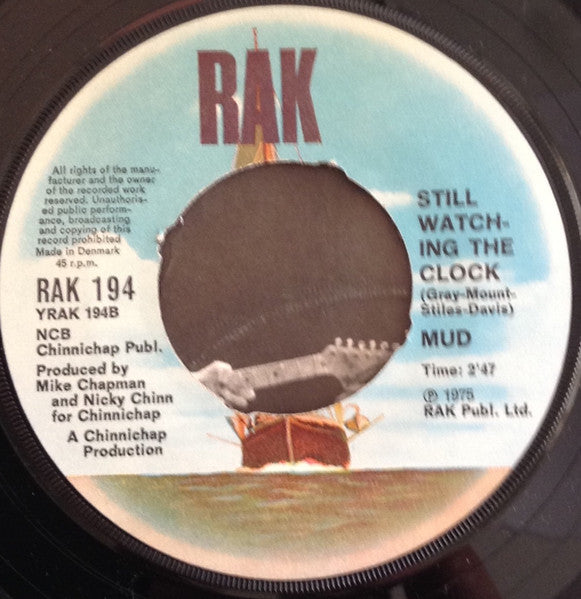 RAK
All rights of the manu-
facturer and the owner
of the recorded work
reserved. Unauthoris-
ed public perform-
ance, broadcasting
and copying of this
record prohibited
Made in Denmark
45 r.p.m.
RAK 194
YRAK 194B
NCB
Chinnichap Publ.
Produced by
Mike Chapman
and Nicky Chinn
for Chinnichap
A Chinnichap
Production
STILL
WATCH-
ING THE
CLOCK
(Gray-Mount-
Stiles-Davis)
MUD
Time: 2'47
℗ 1975
RAK Publ. Ltd.